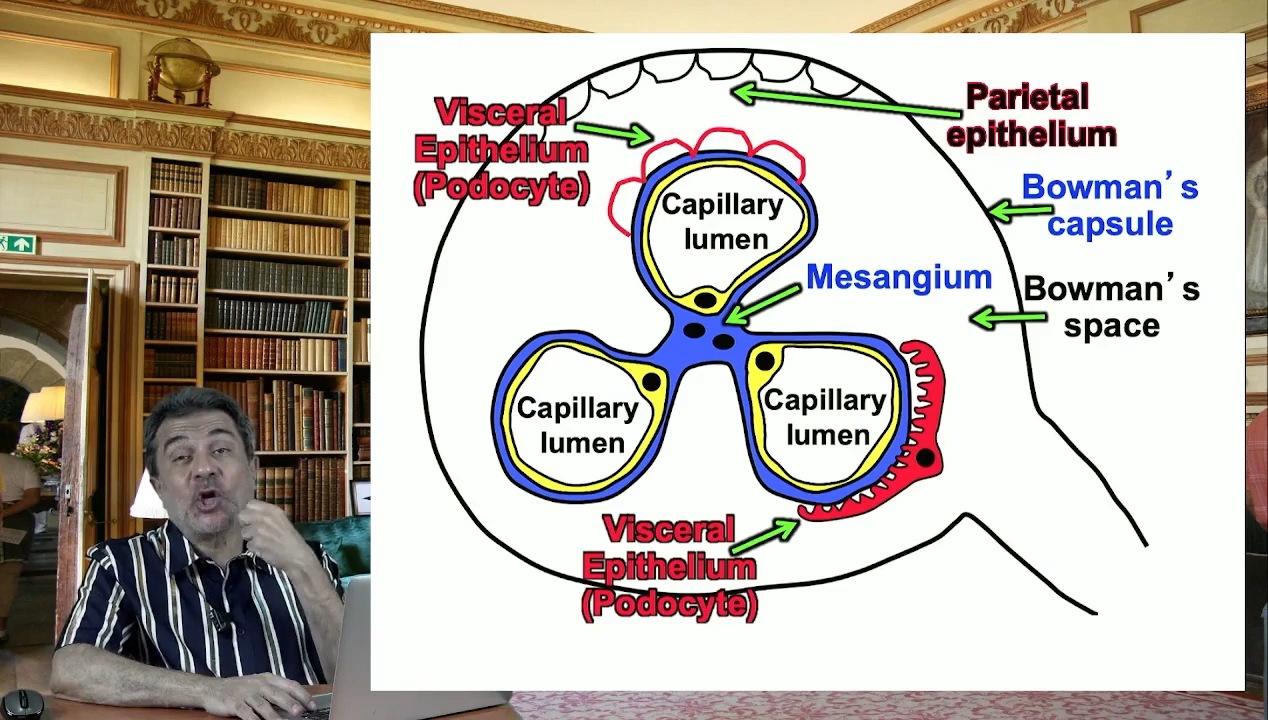 Visceral
Epithelium
(Podocyte)
Parietal
epithelium
Bowman's
capsule
Capillary
lumen
Mesangium
Bowman's
space
Capillary
lumen
Capillary
lumen
Visceral
Epithelium
(Podocyte)